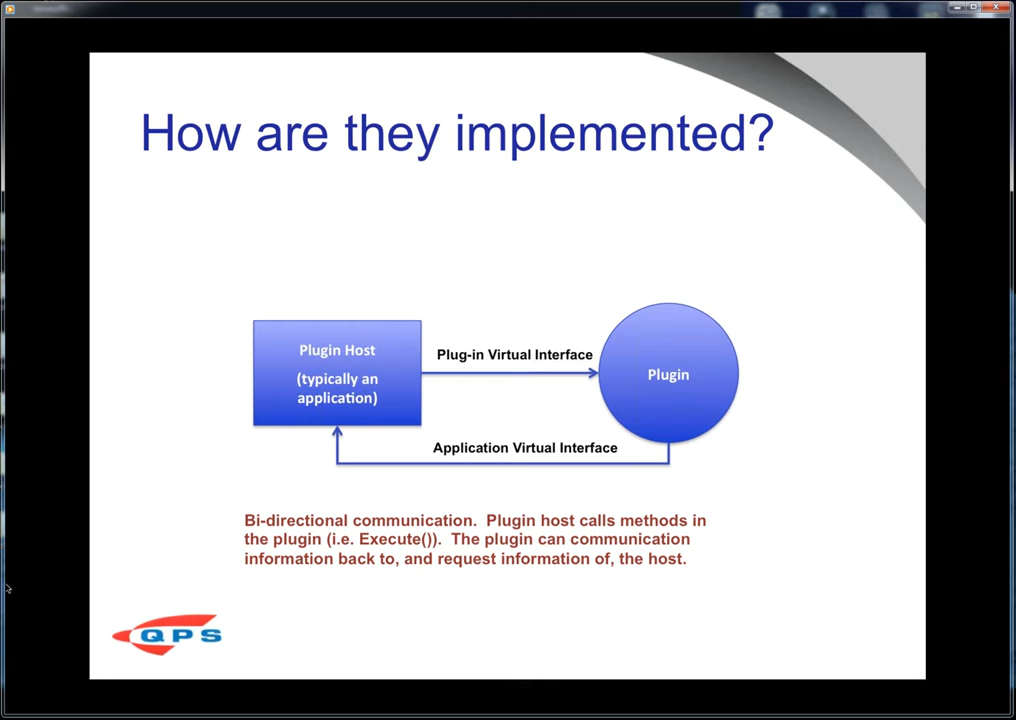 How are they implemented?
Plugin Host
(typically an
application)
Plug-in Virtual Interface
Plugin
Application Virtual Interface
Bi-directional communication.  Plugin host calls methods in
the plugin (i.e. Execute()).  The plugin can communication
information back to, and request information of, the host.
QPS